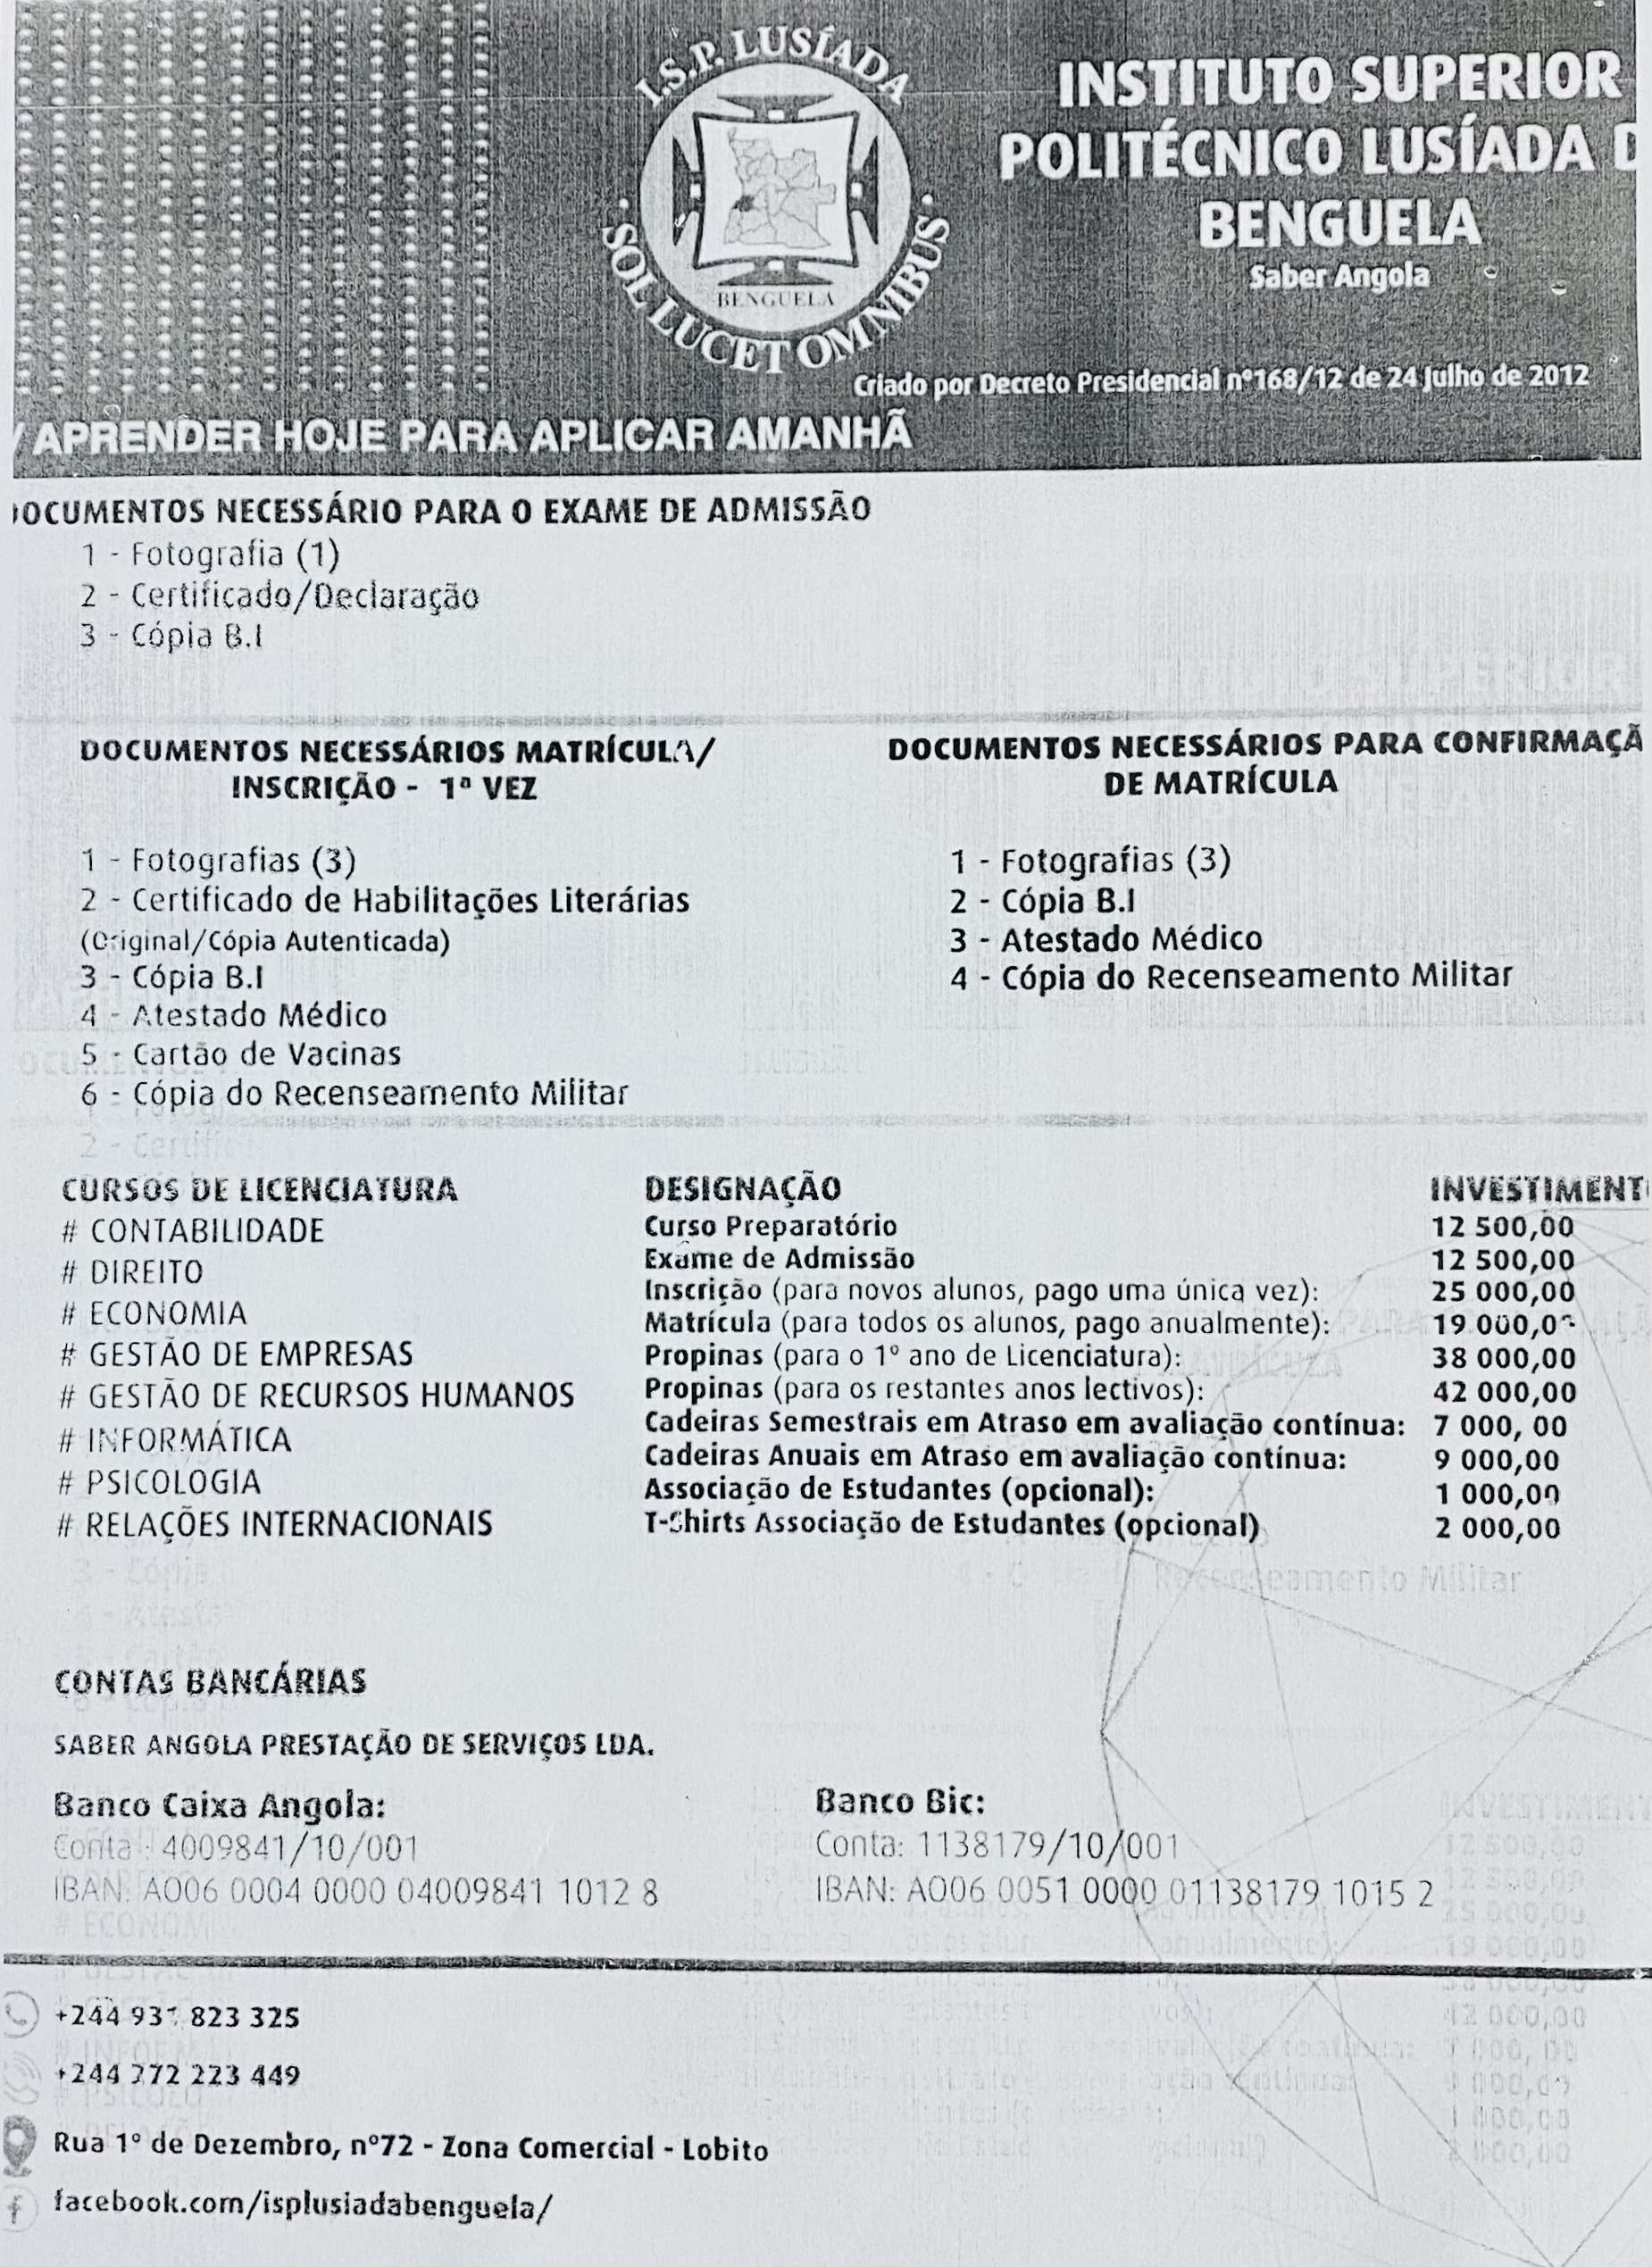 I.S.P. LUSÍADA
BENGUELA
SOL LUCET OMNIBUS
INSTITUTO SUPERIOR
POLITÉCNICO LUSÍADA D
BENGUELA
Saber Angola
Criado por Decreto Presidencial nº168/12 de 24 Julho de 2012
APRENDER HOJE PARA APLICAR AMANHÃ
OCUMENTOS NECESSÁRIO PARA O EXAME DE ADMISSÃO
1 - Fotografia (1)
2 - Certificado/Declaração
3 - Cópia B.I
DOCUMENTOS NECESSÁRIOS MATRÍCULA/
INSCRIÇÃO - 1ª VEZ
1 - Fotografias (3)
2 - Certificado de Habilitações Literárias
(Original/Cópia Autenticada)
3 - Cópia B.I
4 - Atestado Médico
5 - Cartão de Vacinas
6 - Cópia do Recenseamento Militar
DOCUMENTOS NECESSÁRIOS PARA CONFIRMAÇÃ
DE MATRÍCULA
1 - Fotografias (3)
2 - Cópia B.I
3 - Atestado Médico
4 - Cópia do Recenseamento Militar
CURSOS DE LICENCIATURA
# CONTABILIDADE
# DIREITO
# ECONOMIA
# GESTÃO DE EMPRESAS
# GESTÃO DE RECURSOS HUMANOS
# INFORMÁTICA
# PSICOLOGIA
# RELAÇÕES INTERNACIONAIS
DESIGNAÇÃO INVESTIMENT
Curso Preparatório 12 500,00
Exame de Admissão 12 500,00
Inscrição (para novos alunos, pago uma única vez): 25 000,00
Matrícula (para todos os alunos, pago anualmente): 19 000,00
Propinas (para o 1º ano de Licenciatura): 38 000,00
Propinas (para os restantes anos lectivos): 42 000,00
Cadeiras Semestrais em Atraso em avaliação contínua: 7 000, 00
Cadeiras Anuais em Atraso em avaliação contínua: 9 000,00
Associação de Estudantes (opcional): 1 000,00
T-Shirts Associação de Estudantes (opcional) 2 000,00
CONTAS BANCÁRIAS
SABER ANGOLA PRESTAÇÃO DE SERVIÇOS LDA.
Banco Caixa Angola:
Conta : 4009841/10/001
IBAN: AO06 0004 0000 04009841 1012 8
Banco Bic:
Conta: 1138179/10/001
IBAN: AO06 0051 0000 01138179 1015 2
+244 931 823 325
+244 272 223 449
Rua 1º de Dezembro, nº72 - Zona Comercial - Lobito
facebook.com/isplusiadabenguela/